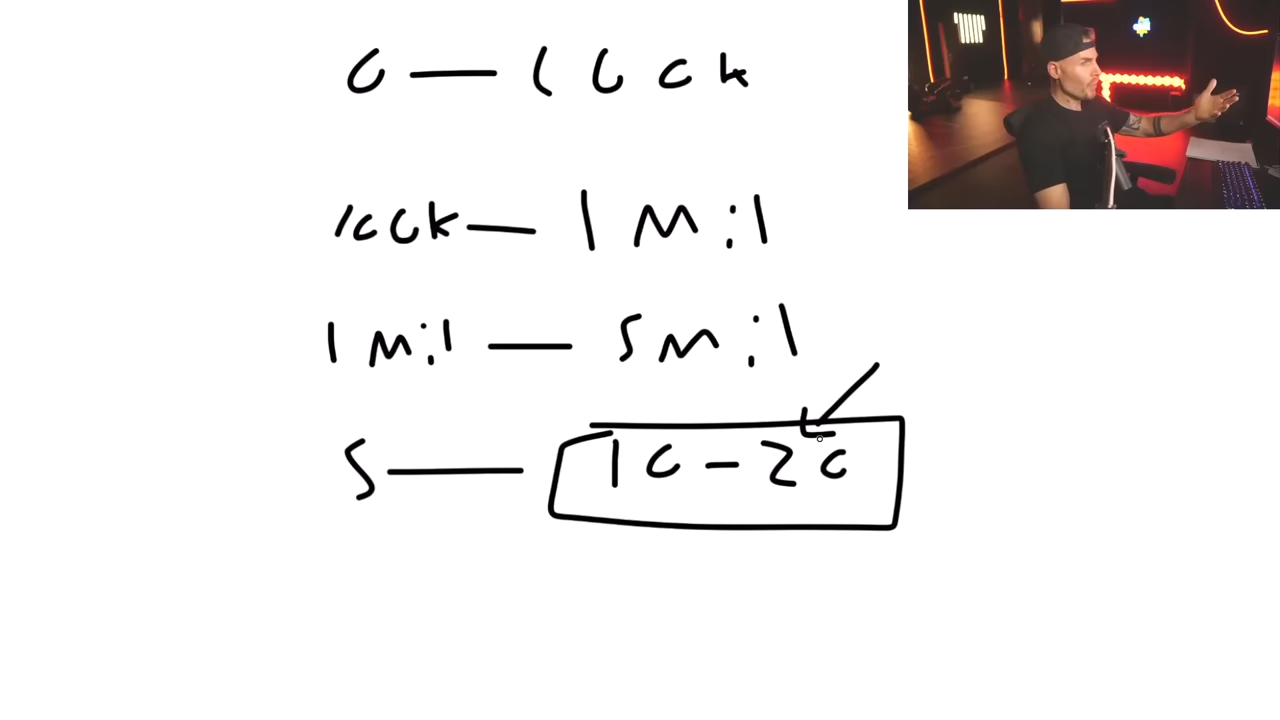 0 — 100k
100k — 1 Mil
1 Mil — 5 Mil
5 — 10 - 20